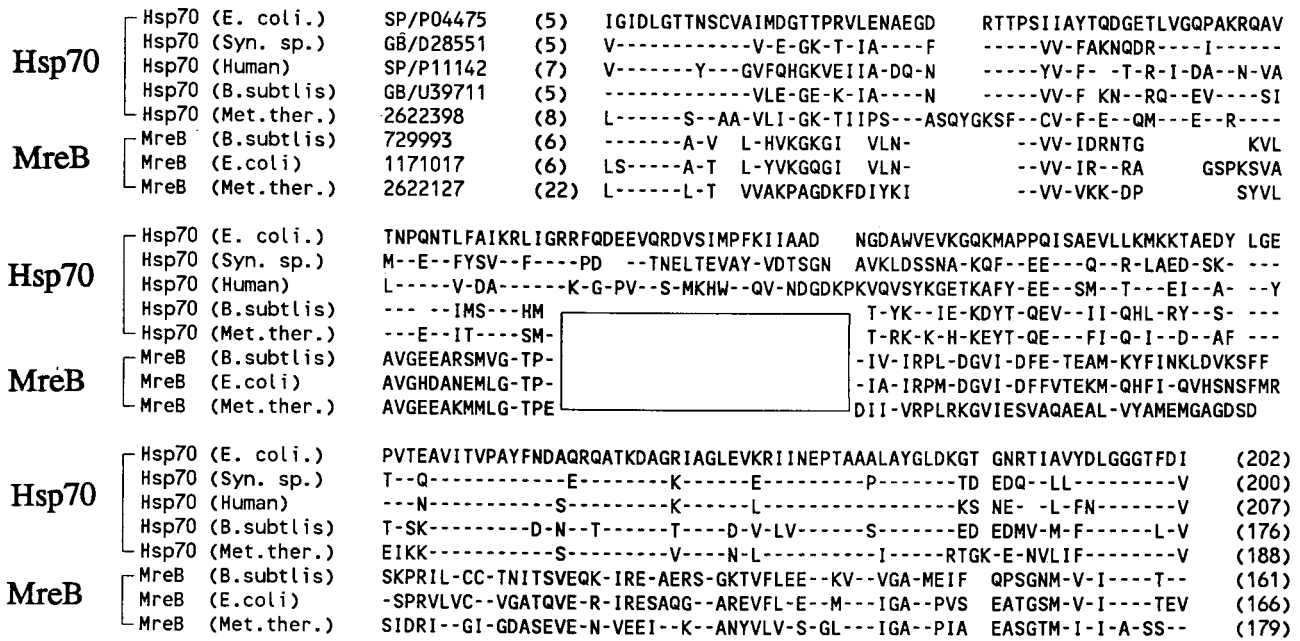 Hsp70 (E. coli.) SP/P04475 (5) IGIDLGTTNSCVAIMDGTTPRVLENAEGD RTTPSIIAYTQDGETLVGQPAKRQAV
Hsp70 (Syn. sp.) GB/D28551 (5) V------------V-E-GK-T-IA----F -----VV-FAKNQDR----I------
Hsp70
Hsp70 (Human) SP/P11142 (7) V-------Y---GVFQHGKVEIIA-DQ-N -----YV-F- -T-R-I-DA--N-VA
Hsp70 (B.subtlis) GB/U39711 (5) ------------VLE-GE-K-IA----N -----VV-F KN--RQ--EV---SI
Hsp70 (Met.ther.) 2622398 (8) L------S--AA-VLI-GK-TIIPS---ASQYGKSF--CV-F-E--QM---E--R----
MreB (B.subtlis) 729993 (6) -------A-V L-HVKGKGI VLN- --VV-IDRNTG KVL
MreB
MreB (E.coli) 1171017 (6) LS-----A-T L-YVKGQGI VLN- --VV-IR--RA GSPKSVA
MreB (Met.ther.) 2622127 (22) L------L-T VVAKPAGDKFDIYKI --VV-VKK-DP SYVL
Hsp70 (E. coli.) TNPQNTLFAIKRLIGRRFQDEEVQRDVSIMPFKIIAAD NGDAWVEVKGQKMAPPQISAEVLLKMKKTAEDY LGE
Hsp70 (Syn. sp.) M--E--FYSV--F----PD --TNELTEVAY-VDTSGN AVKLDSSNA-KQF--EE---Q--R-LAED-SK- ---
Hsp70
Hsp70 (Human) L-----V-DA------K-G-PV--S-MKHW--QV-NDGDKPKVQVSYKGETKAFY-EE--SM--T---EI--A- --Y
Hsp70 (B.subtlis) --- --IMS---HM T-YK--IE-KDYT-QEV--II-QHL-RY--S- ---
Hsp70 (Met.ther.) ---E--IT----SM- T-RK-K-H-KEYT-QE---FI-Q-I--D--AF ---
MreB (B.subtlis) AVGEEARSMVG-TP- -IV-IRPL-DGVI-DFE-TEAM-KYFINKLDVKSFF
MreB
MreB (E.coli) AVGHDANEMLG-TP- -IA-IRPM-DGVI-DFFVTEKM-QHFI-QVHSNSFMR
MreB (Met.ther.) AVGEEAKMMLG-TPE DII-VRPLRKGVIESVAQAEAL-VYAMEMGAGDSD
Hsp70 (E. coli.) PVTEAVITVPAYFNDAQRQATKDAGRIAGLEVKRIINEPTAAALAYGLDKGT GNRTIAVYDLGGGTFDI (202)
Hsp70 (Syn. sp.) T--Q-----------E-------K-----E--------P------TD EDQ--LL---------V (200)
Hsp70
Hsp70 (Human) ---N----------S--------K-----L---------------KS NE- -L-FN-------V (207)
Hsp70 (B.subtlis) T-SK----------D-N--T-----T---D-V-LV-----S------ED EDMV-M-F------L-V (176)
Hsp70 (Met.ther.) EIKK-----------S--------V---N-L---------I-----RTGK-E-NVLIF-------V (188)
MreB (B.subtlis) SKPRIL-CC-TNITSVEQK-IRE-AERS-GKTVFLEE--KV--VGA-MEIF QPSGNM-V-I----T-- (161)
MreB
MreB (E.coli) -SPRVLVC--VGATQVE-R-IRESAQG--AREVFL-E--M---IGA--PVS EATGSM-V-I----TEV (166)
MreB (Met.ther.) SIDRI--GI-GDASEVE-N-VEEI--K--ANYVLV-S-GL---IGA--PIA EASGTM-I-I-A-SS-- (179)